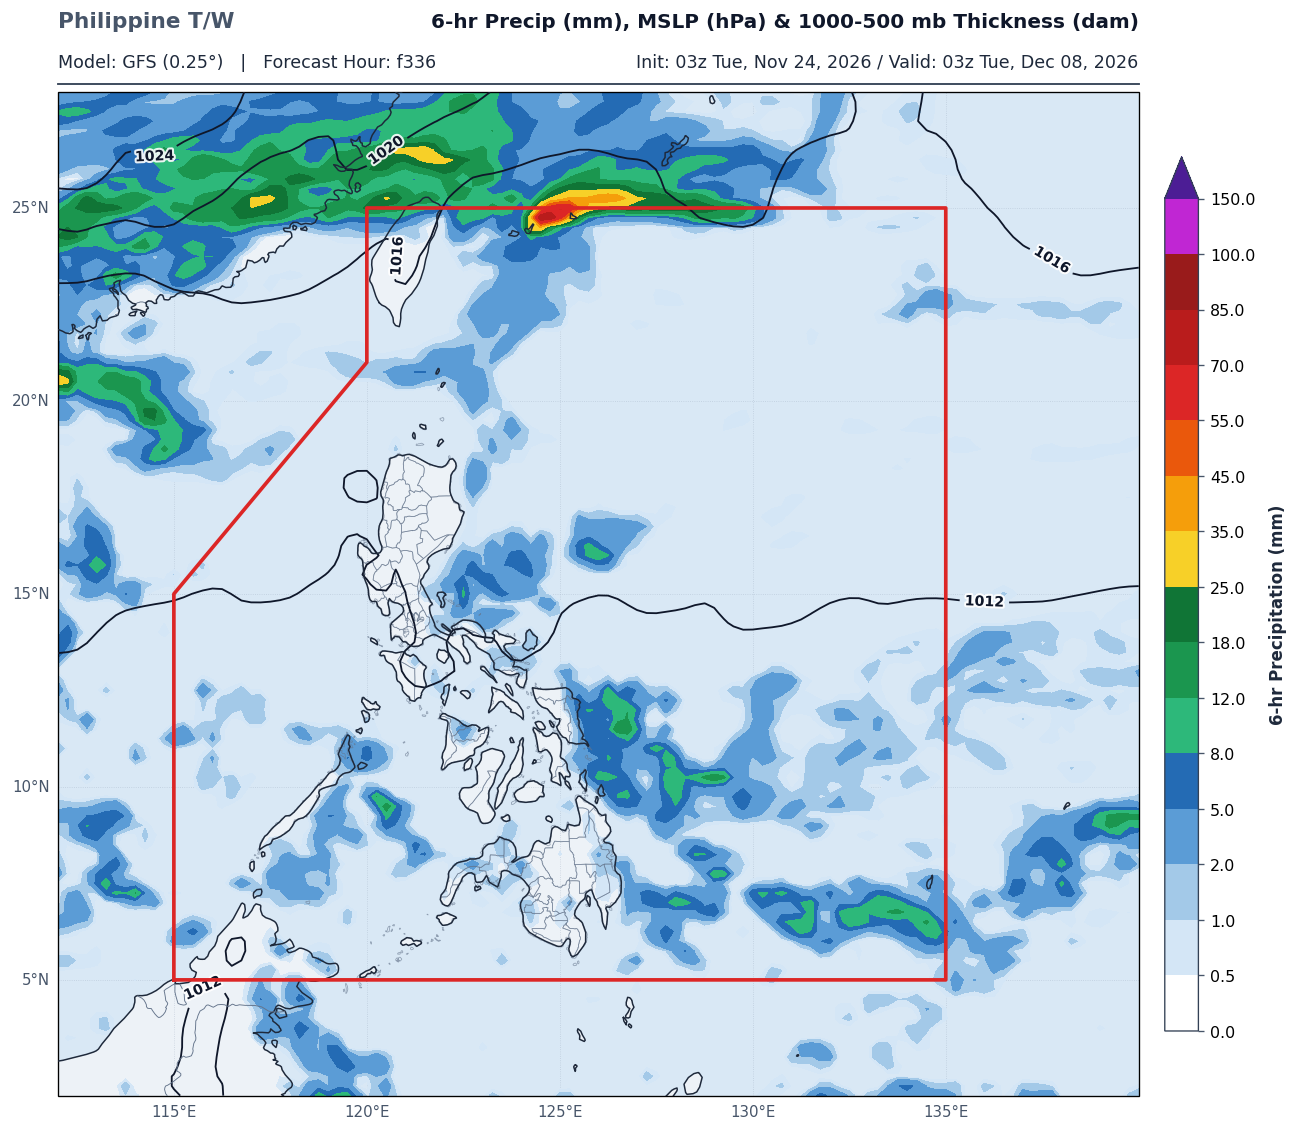 Philippine T/W
6-hr Precip (mm), MSLP (hPa) & 1000-500 mb Thickness (dam)
Model: GFS (0.25°) | Forecast Hour: f336
Init: 03z Tue, Nov 24, 2026 / Valid: 03z Tue, Dec 08, 2026
1024
1020
1016
1016
1012
1012
25°N
20°N
15°N
10°N
5°N
115°E
120°E
125°E
130°E
135°E
150.0
100.0
85.0
70.0
55.0
45.0
35.0
25.0
18.0
12.0
8.0
5.0
2.0
1.0
0.5
0.0
6-hr Precipitation (mm)